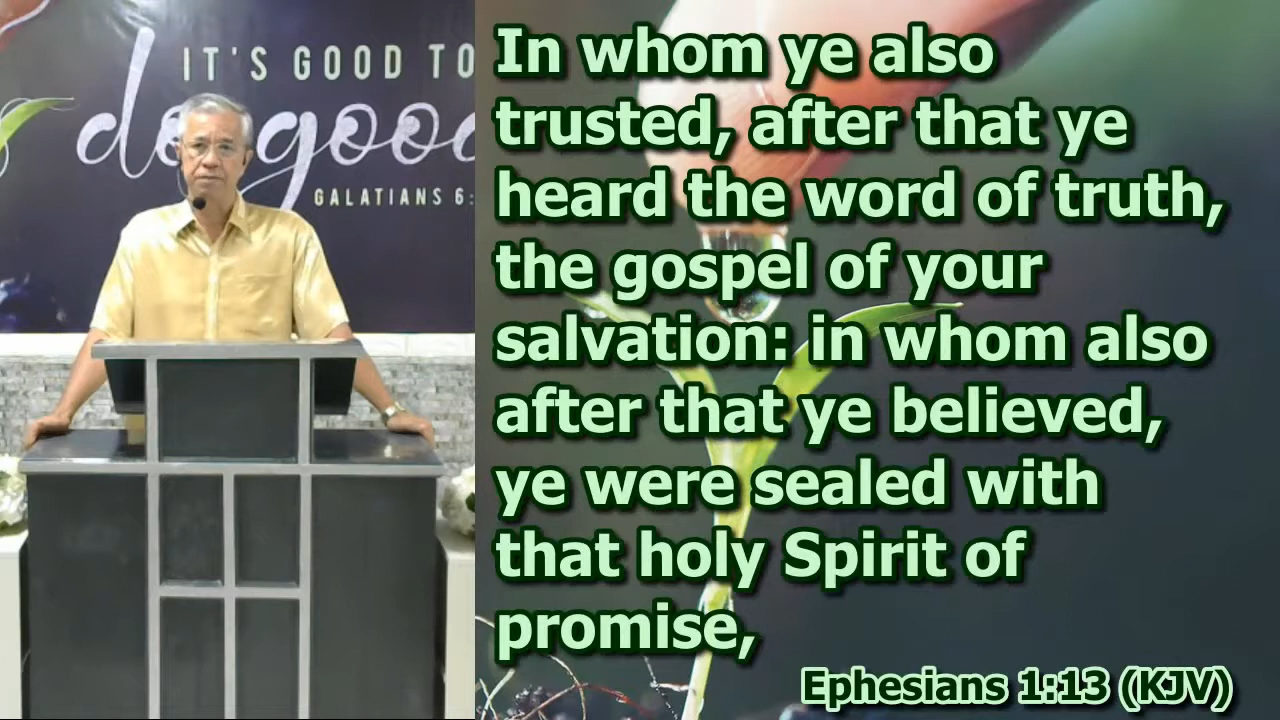 IT'S GOOD TO
do good
GALATIANS 6:
In whom ye also
trusted, after that ye
heard the word of truth,
the gospel of your
salvation: in whom also
after that ye believed,
ye were sealed with
that holy Spirit of
promise,
Ephesians 1:13 (KJV)